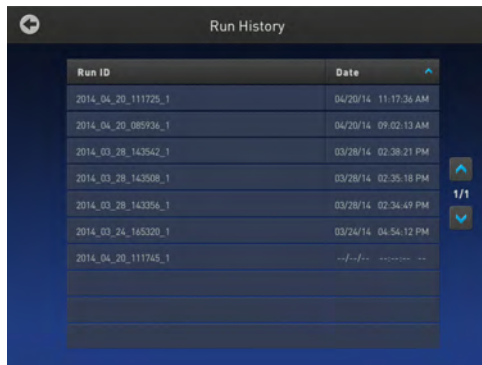 Run History
Run ID Date
2014_04_20_111725_1 04/20/14 11:17:36 AM
2014_04_20_085936_1 04/20/14 09:02:13 AM
2014_03_28_143542_1 03/28/14 02:38:21 PM
2014_03_28_143508_1 03/28/14 02:35:18 PM
2014_03_28_143356_1 03/28/14 02:34:49 PM
1/1
2014_03_24_165320_1 03/24/14 04:54:12 PM
2014_04_20_111745_1 --/--/-- --:--:-- --